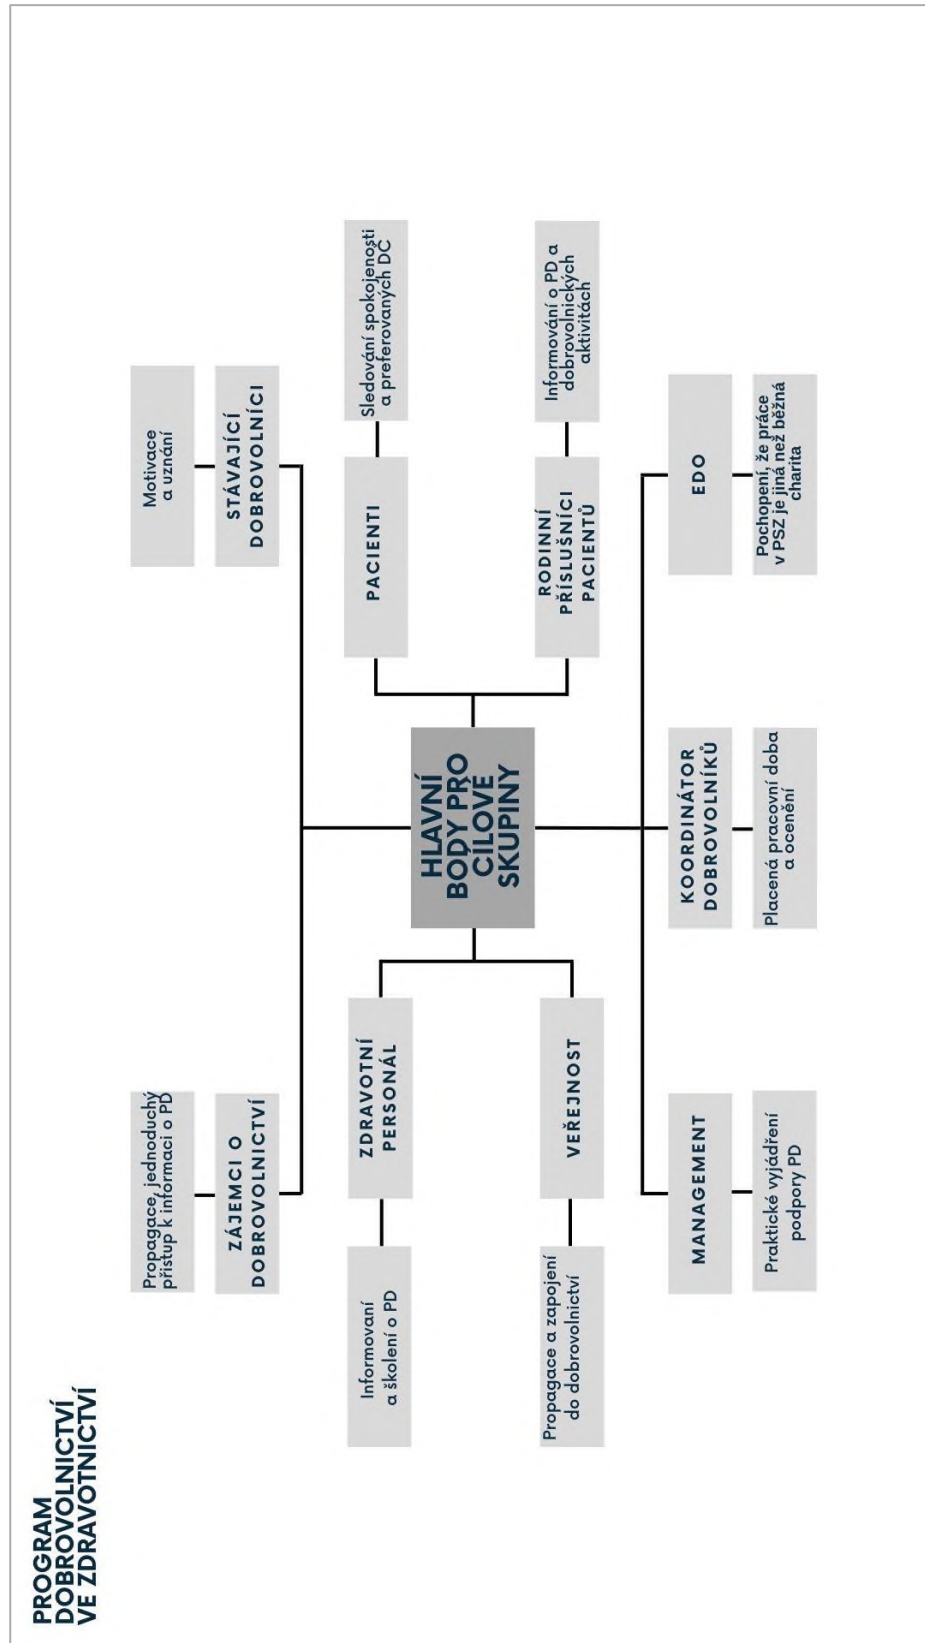 PROGRAM
DOBROVOLNICTVÍ
VE ZDRAVOTNICTVÍ
Propagace, jednoduchý
přístup k informaci o PD
ZÁJEMCI O
DOBROVOLNICTVÍ
Motivace
a uznání
STÁVAJÍCÍ
DOBROVOLNÍCI
Informovaní
a školení o PD
ZDRAVOTNÍ
PERSONÁL
PACIENTI
Sledování spokojenosti
a preferovaných DČ
HLAVNÍ
BODY PRO
CÍLOVÉ
SKUPINY
Propagace a zapojení
do dobrovolnictví
VEŘEJNOST
RODINNÍ
PŘÍSLUŠNÍCI
PACIENTŮ
Informování o PD a
dobrovolnických
aktivitách
MANAGEMENT
Praktické vyjádření
podpory PD
KOORDINÁTOR
DOBROVOLNÍKŮ
Placená pracovní doba
a ocenění
EDO
Pochopení, že práce
v PSZ je jiná než běžná
charita